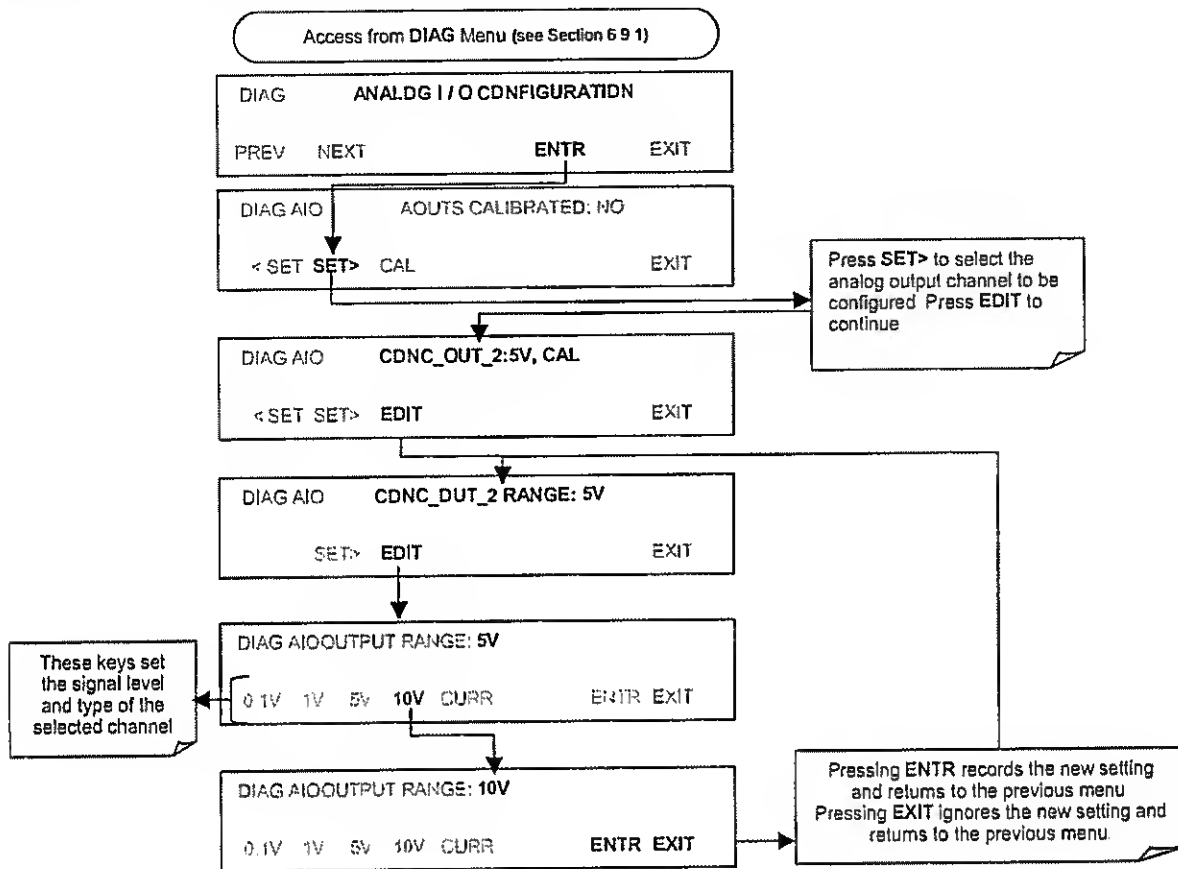 Access from DIAG Menu (see Section 6 9 1)
DIAG ANALDG I / O CDNFIGURATIDN
PREV NEXT ENTR EXIT
DIAG AIO AOUTS CALIBRATED: NO
< SET SET> CAL EXIT
Press SET> to select the
analog output channel to be
configured Press EDIT to
continue
DIAG AIO CDNC_OUT_2:5V, CAL
< SET SET> EDIT EXIT
DIAG AIO CDNC_DUT_2 RANGE: 5V
SET> EDIT EXIT
DIAG AIOOUTPUT RANGE: 5V
0.1V 1V 5V 10V CURR ENTR EXIT
These keys set
the signal level
and type of the
selected channel
DIAG AIOOUTPUT RANGE: 10V
0.1V 1V 5V 10V CURR ENTR EXIT
Pressing ENTR records the new setting
and returns to the previous menu
Pressing EXIT ignores the new setting and
returns to the previous menu.